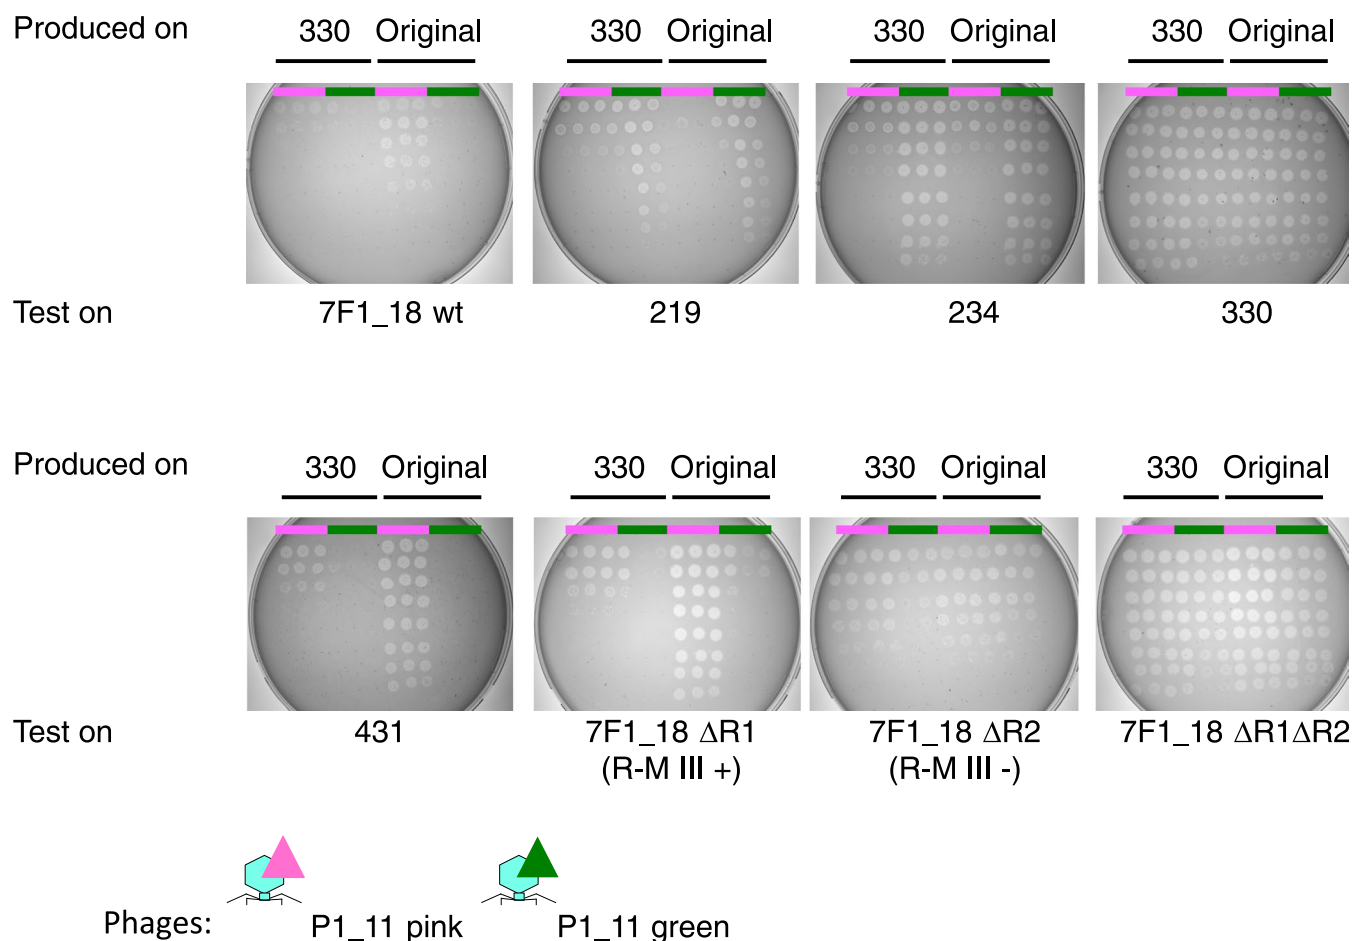 Produced on 330 Original 330 Original 330 Original 330 Original
Test on 7F1_18 wt 219 234 330
Produced on 330 Original 330 Original 330 Original 330 Original
Test on 431 7F1_18 ΔR1 7F1_18 ΔR2 7F1_18 ΔR1ΔR2
(R-M III +) (R-M III -)
Phages: P1_11 pink P1_11 green